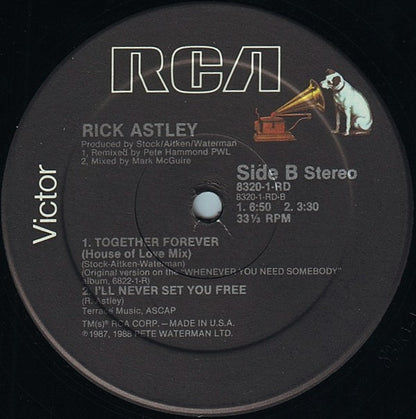 RCA
Victor
RICK ASTLEY
Produced by Stock/Aitken/Waterman
1. Remixed by Pete Hammond PWL
2. Mixed by Mark McGuire
Side B Stereo
8320-1-RD
8320-1-RD-B
1. 6:50 2. 3:30
33⅓ RPM
1. TOGETHER FOREVER
(House of Love Mix)
(Stock-Aitken-Waterman)
(Original version on the "WHENEVER YOU NEED SOMEBODY"
album, 6822-1-R)
2. I'LL NEVER SET YOU FREE
(R. Astley)
Terrace Music, ASCAP
TM(s)® RCA CORP. — MADE IN U.S.A.
℗1987, 1988 PETE WATERMAN LTD.